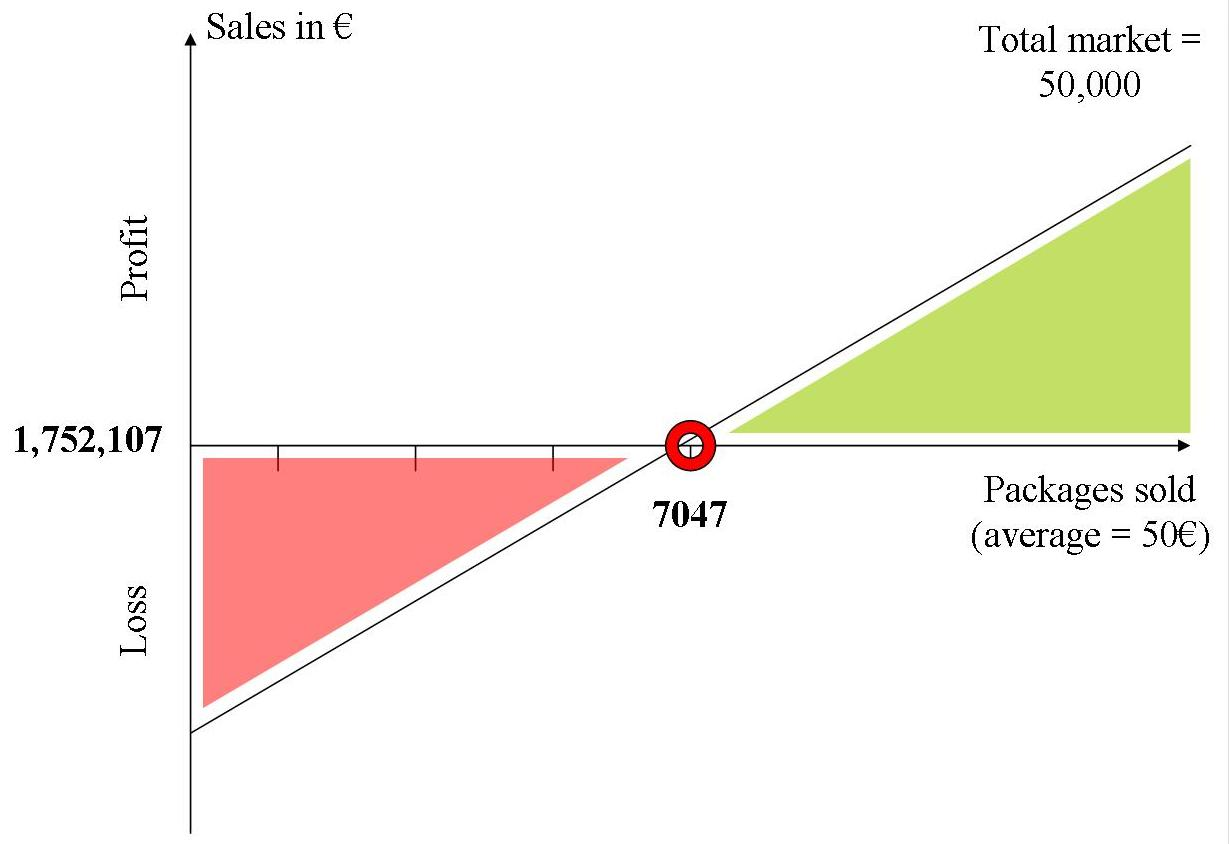 Sales in €
Total market =
50,000
Profit
1,752,107
7047
Packages sold
(average = 50€)
Loss